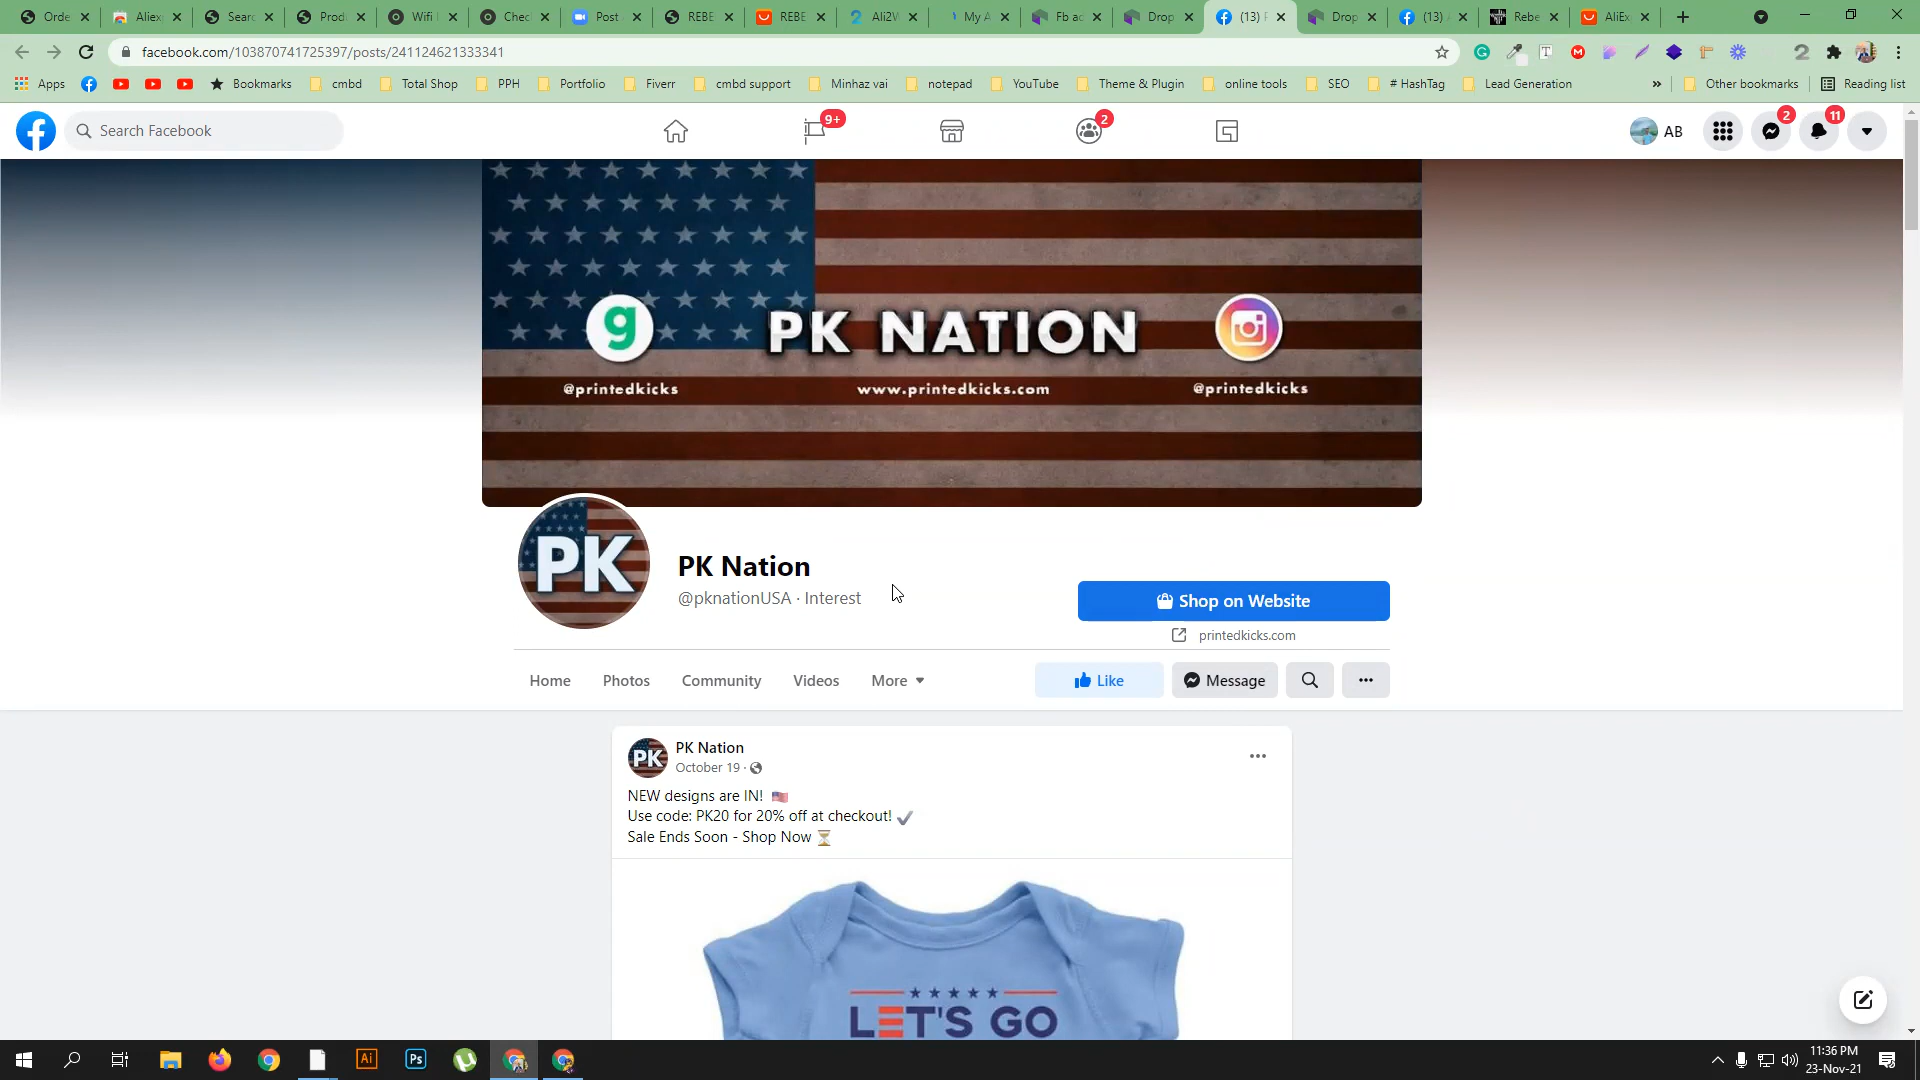 Orde
Aliex
Searc
Produ
Wifi
Chec
Post
REBE
REBE
Ali2W
My A
Fb ac
Drop
(13) F
Drop
(13)
Rebe
AliEx
facebook.com/103870741725397/posts/241124621333341
Apps
Bookmarks
cmbd
Total Shop
PPH
Portfolio
Fiverr
cmbd support
Minhaz vai
notepad
YouTube
Theme & Plugin
online tools
SEO
# HashTag
Lead Generation
»
Other bookmarks
Reading list
Search Facebook
9+
2
AB
2
11
g
PK NATION
@printedkicks
www.printedkicks.com
@printedkicks
PK
PK Nation
@pknationUSA · Interest
Shop on Website
printedkicks.com
Home
Photos
Community
Videos
More
Like
Message
PK
PK Nation
October 19 ·
NEW designs are IN! 🇺🇸
Use code: PK20 for 20% off at checkout! ✔
Sale Ends Soon - Shop Now ⏳
LET'S GO
Ai
Ps
11:36 PM
23-Nov-21